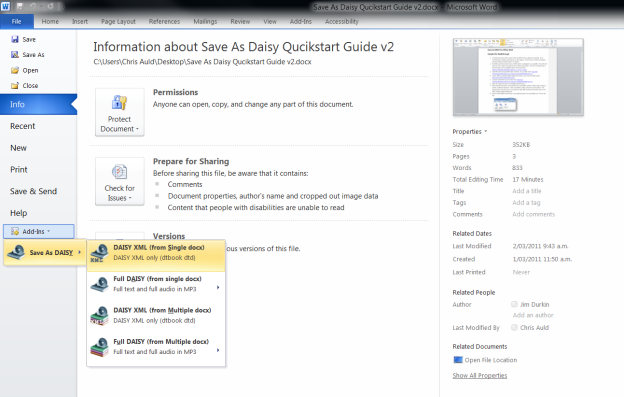 Save As Daisy Qucikstart Guide v2.docx - Microsoft Word
File Home Insert Page Layout References Mailings Review View Add-Ins Accessibility
Save
Save As
Open
Close
Info
Recent
New
Print
Save & Send
Help
Add-Ins
Save As DAISY
Information about Save As Daisy Qucikstart Guide v2
C:\Users\Chris Auld\Desktop\Save As Daisy Qucikstart Guide v2.docx
Protect Document
Permissions
Anyone can open, copy, and change any part of this document.
Check for Issues
Prepare for Sharing
Before sharing this file, be aware that it contains:
Comments
Document properties, author's name and cropped out image data
Content that people with disabilities are unable to read
Versions
ous versions of this file.
DAISY XML (from Single docx)
DAISY XML only (dtbook dtd)
Full DAISY (from single docx)
Full text and full audio in MP3
DAISY XML (from Multiple docx)
DAISY XML only (dtbook dtd)
Full DAISY (from Multiple docx)
Full text and full audio in MP3
Properties
Size 352KB
Pages 3
Words 833
Total Editing Time 17 Minutes
Title Add a title
Tags Add a tag
Comments Add comments
Related Dates
Last Modified 2/01/2011 9:43 a.m.
Created 1/01/2011 11:50 a.m.
Last Printed Never
Related People
Author Jim Durkin
Add an author
Last Modified By Chris Auld
Related Documents
Open File Location
Show All Properties